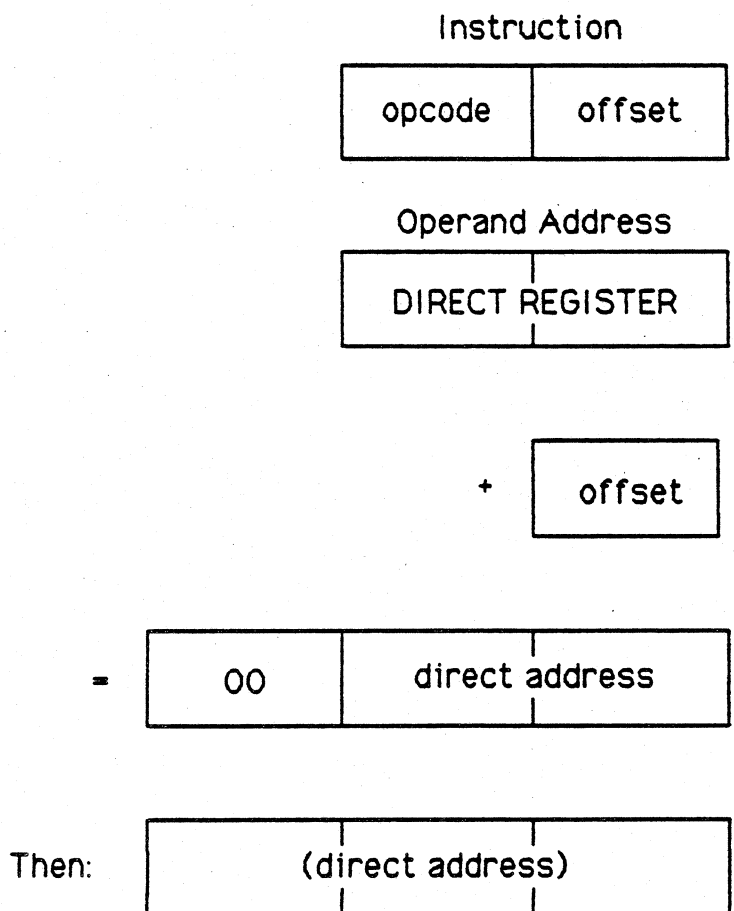 Instruction
opcode offset
Operand Address
DIRECT REGISTER
+ offset
= 00 direct address
Then: (direct address)